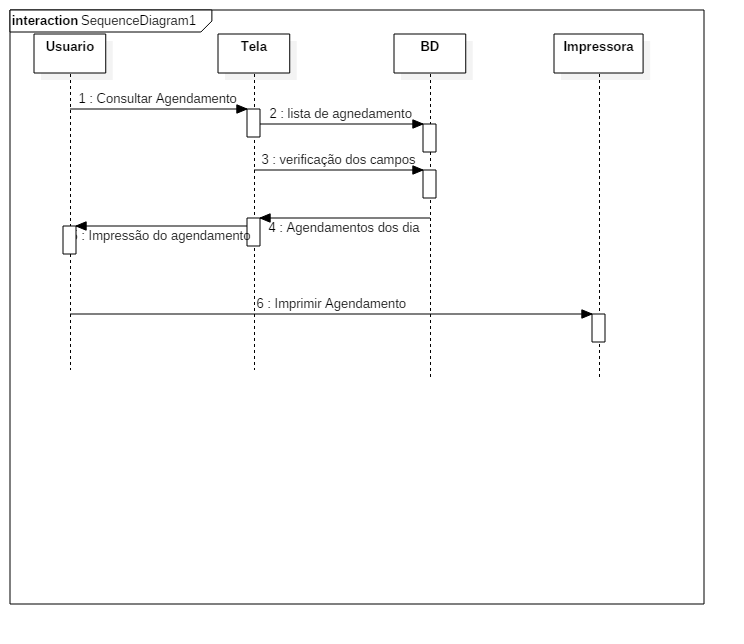 interaction SequenceDiagram1
Usuario
Tela
BD
Impressora
1 : Consultar Agendamento
2 : lista de agnedamento
3 : verificação dos campos
4 : Agendamentos dos dia
: Impressão do agendamento
6 : Imprimir Agendamento